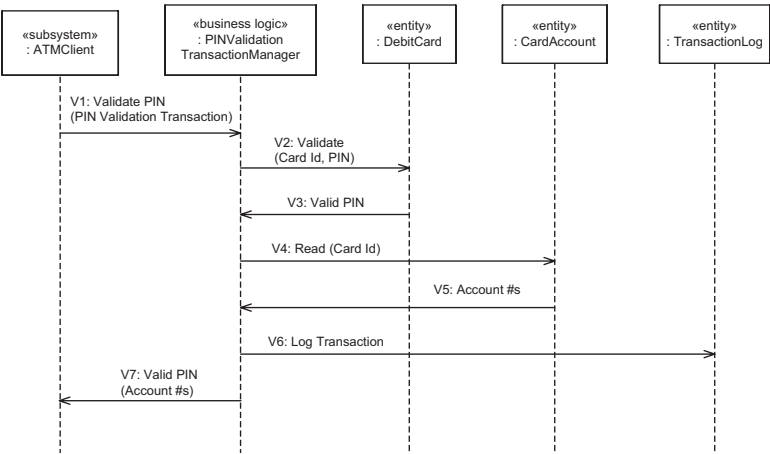 «subsystem»
: ATMClient
«business logic»
: PINValidation
TransactionManager
«entity»
: DebitCard
«entity»
: CardAccount
«entity»
: TransactionLog
V1: Validate PIN
(PIN Validation Transaction)
V2: Validate
(Card Id, PIN)
V3: Valid PIN
V4: Read (Card Id)
V5: Account #s
V6: Log Transaction
V7: Valid PIN
(Account #s)